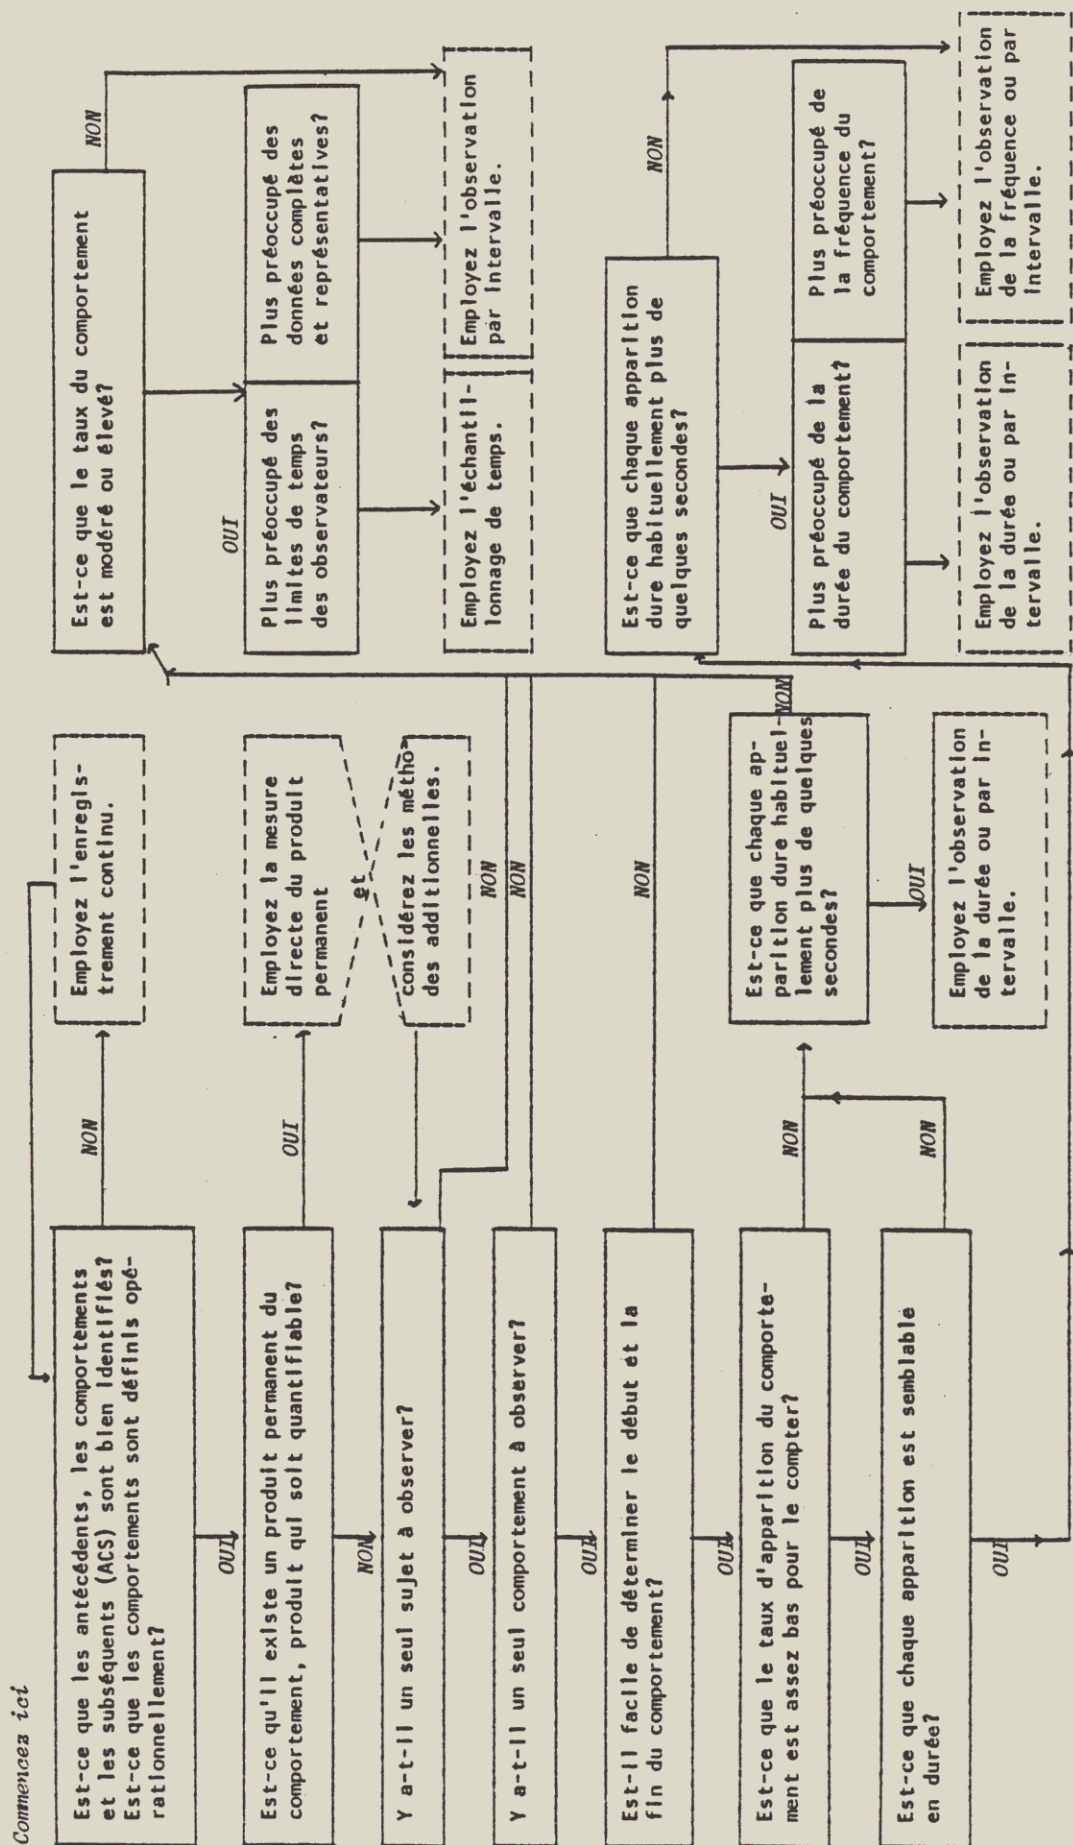 Commences ici
Est-ce que les antécédents, les comportements
et les subséquents (ACS) sont bien identifiés?
Est-ce que les comportements sont définis opé-
rationnellement?
NON
Employez l'enregis-
trement continu.
OUI
Est-ce qu'il existe un produit permanent du
comportement, produit qui soit quantifiable?
OUI
Employez la mesure
directe du produit
permanent
et
considérez les métho-
des additionnelles.
NON
Y a-t-il un seul sujet à observer?
NON
OUI
Y a-t-il un seul comportement à observer?
NON
OUI
Est-il facile de déterminer le début et la
fin du comportement?
NON
OUI
Est-ce que le taux d'apparition du comporte-
ment est assez bas pour le compter?
NON
OUI
Est-ce que chaque apparition est semblable
en durée?
NON
OUI
Est-ce que chaque ap-
parition dure habituel-
lement plus de quelques
secondes?
NON
OUI
Employez l'observation
de la durée ou par in-
tervalle.
Est-ce que le taux du comportement
est modéré ou élevé?
NON
OUI
Plus préoccupé des
limites de temps
des observateurs?
Plus préoccupé des
données complètes
et représentatives?
Employez l'échantil-
lonnage de temps.
Employez l'observation
par intervalle.
Est-ce que chaque apparition
dure habituellement plus de
quelques secondes?
NON
OUI
Plus préoccupé de la
durée du comportement?
Plus préoccupé de
la fréquence du
comportement?
Employez l'observation
de la durée ou par in-
tervalle.
Employez l'observation
de la fréquence ou par
intervalle.